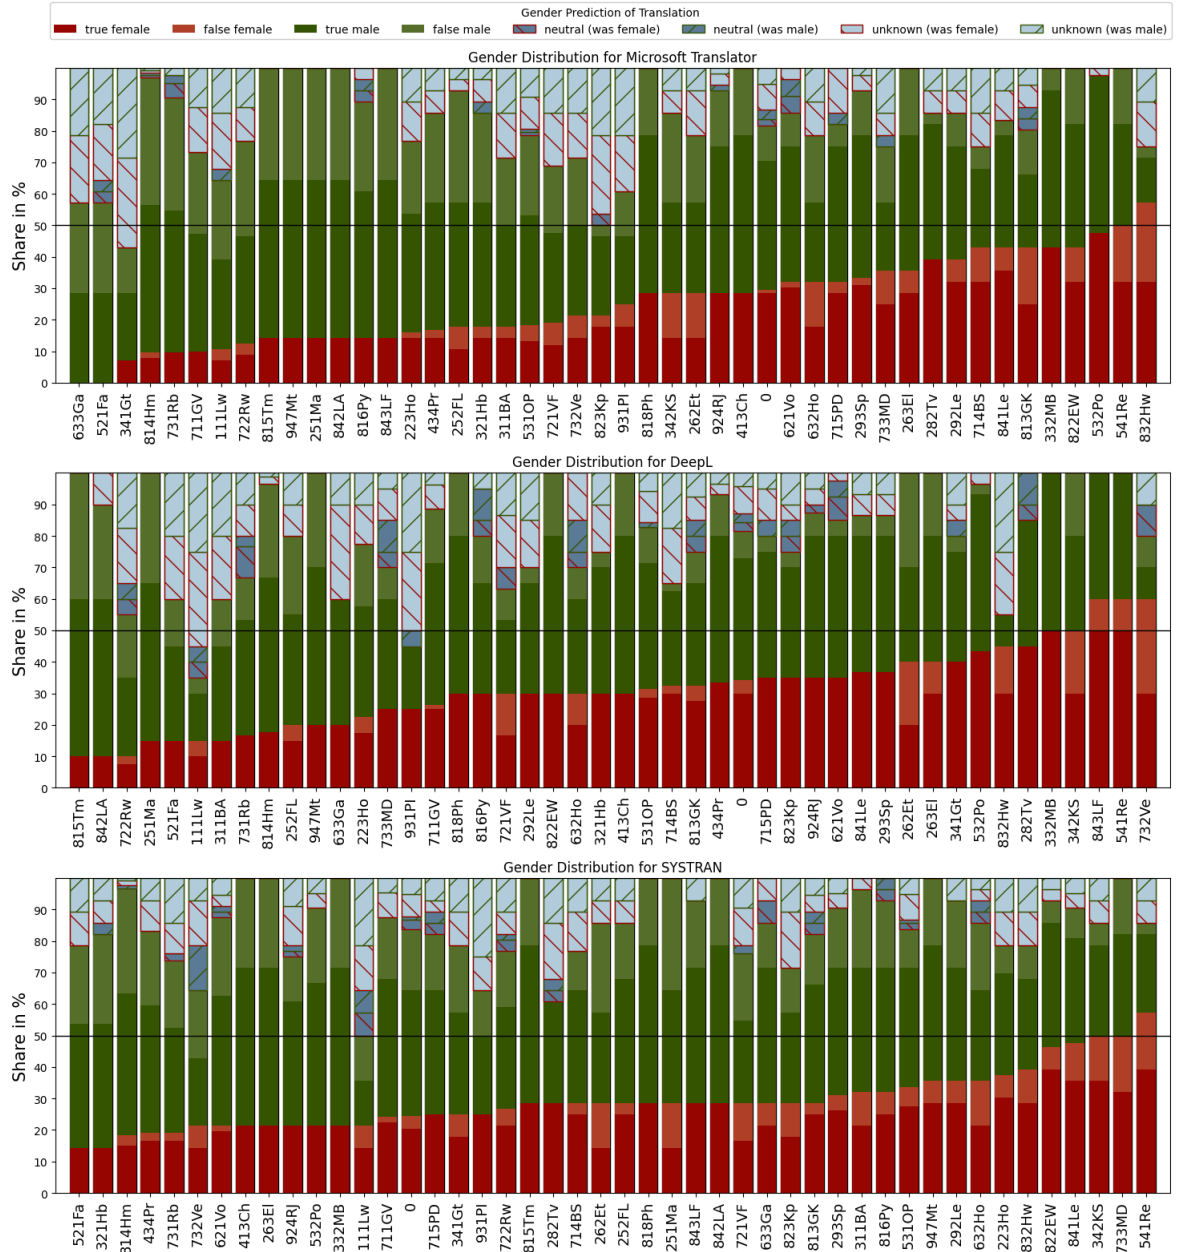 Gender Prediction of Translation
true female false female true male false male neutral (was female) neutral (was male) unknown (was female) unknown (was male)
Gender Distribution for Microsoft Translator
90
80
70
60
50
40
30
20
10
0
Share in %
633Ga 521Fa 341Gt 814Hm 731Rb 711GV 111Lw 722Rw 815Tm 947Mt 251Ma 842LA 816Py 843LF 223Ho 434Pr 252FL 321Hb 311BA 531OP 721VF 732Ve 823Kp 931Pl 818Ph 342KS 262Et 924RJ 413Ch 0 621Vo 632Ho 715PD 293Sp 733MD 263El 282Tv 292Le 714BS 841Le 813GK 332MB 822EW 532Po 541Re 832Hw
Gender Distribution for DeepL
90
80
70
60
50
40
30
20
10
0
Share in %
815Tm 842LA 722Rw 251Ma 521Fa 111Lw 311BA 731Rb 814Hm 252FL 947Mt 633Ga 223Ho 733MD 931Pl 711GV 818Ph 816Py 721VF 292Le 822EW 632Ho 321Hb 413Ch 531OP 714BS 813GK 434Pr 0 715PD 823Kp 924RJ 621Vo 841Le 293Sp 262Et 263El 341Gt 532Po 832Hw 282Tv 332MB 342KS 843LF 541Re 732Ve
Gender Distribution for SYSTRAN
90
80
70
60
50
40
30
20
10
0
Share in %
521Fa 321Hb 814Hm 434Pr 731Rb 732Ve 621Vo 413Ch 263El 924RJ 532Po 332MB 111Lw 711GV 0 715PD 341Gt 931Pl 722Rw 815Tm 282Tv 714BS 262Et 252FL 818Ph 251Ma 843LF 842LA 721VF 633Ga 823Kp 813GK 293Sp 311BA 816Py 531OP 947Mt 292Le 632Ho 223Ho 832Hw 822EW 841Le 342KS 733MD 541Re